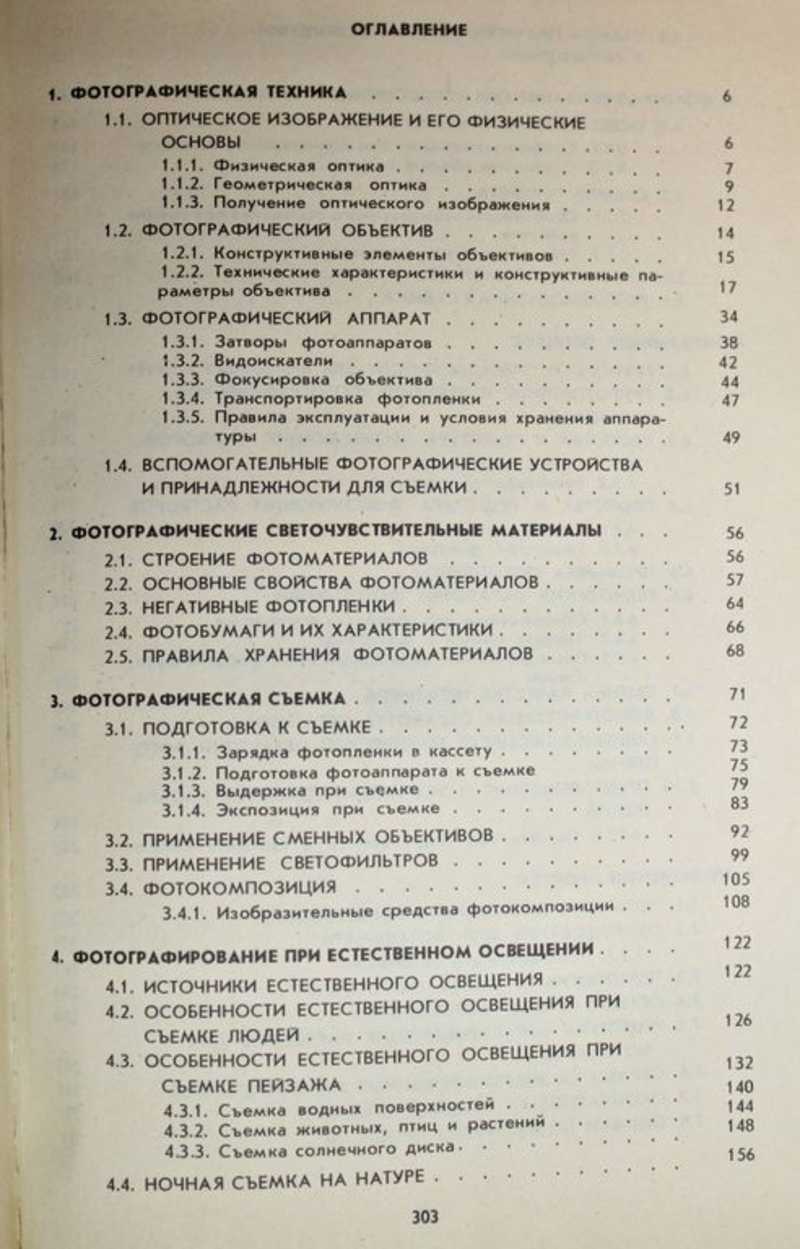 ОГЛАВЛЕНИЕ
1. ФОТОГРАФИЧЕСКАЯ ТЕХНИКА . . . . . . . . . . . . . 6
1.1. ОПТИЧЕСКОЕ ИЗОБРАЖЕНИЕ И ЕГО ФИЗИЧЕСКИЕ
ОСНОВЫ . . . . . . . . . . . . . . . . . 6
1.1.1. Физическая оптика . . . . . . . . . . . . 7
1.1.2. Геометрическая оптика . . . . . . . . . . 9
1.1.3. Получение оптического изображения . . . . . 12
1.2. ФОТОГРАФИЧЕСКИЙ ОБЪЕКТИВ . . . . . . . . . . 14
1.2.1. Конструктивные элементы объективов . . . . . 15
1.2.2. Технические характеристики и конструктивные па-
раметры объектива . . . . . . . . . . . . . . 17
1.3. ФОТОГРАФИЧЕСКИЙ АППАРАТ . . . . . . . . . . 34
1.3.1. Затворы фотоаппаратов . . . . . . . . . . 38
1.3.2. Видоискатели . . . . . . . . . . . . . . 42
1.3.3. Фокусировка объектива . . . . . . . . . . 44
1.3.4. Транспортировка фотопленки . . . . . . . . 47
1.3.5. Правила эксплуатации и условия хранения аппара-
туры . . . . . . . . . . . . . . . . . 49
1.4. ВСПОМОГАТЕЛЬНЫЕ ФОТОГРАФИЧЕСКИЕ УСТРОЙСТВА
И ПРИНАДЛЕЖНОСТИ ДЛЯ СЪЕМКИ . . . . . . . . . 51
2. ФОТОГРАФИЧЕСКИЕ СВЕТОЧУВСТВИТЕЛЬНЫЕ МАТЕРИАЛЫ . . . 56
2.1. СТРОЕНИЕ ФОТОМАТЕРИАЛОВ . . . . . . . . . . 56
2.2. ОСНОВНЫЕ СВОЙСТВА ФОТОМАТЕРИАЛОВ . . . . . . 57
2.3. НЕГАТИВНЫЕ ФОТОПЛЕНКИ . . . . . . . . . . . . 64
2.4. ФОТОБУМАГИ И ИХ ХАРАКТЕРИСТИКИ . . . . . . . . 66
2.5. ПРАВИЛА ХРАНЕНИЯ ФОТОМАТЕРИАЛОВ . . . . . . 68
3. ФОТОГРАФИЧЕСКАЯ СЪЕМКА . . . . . . . . . . . . . . 71
3.1. ПОДГОТОВКА К СЪЕМКЕ . . . . . . . . . . . . . . 72
3.1.1. Зарядка фотопленки в кассету . . . . . . . . 73
3.1.2. Подготовка фотоаппарата к съемке 75
3.1.3. Выдержка при съемке . . . . . . . . . . . 79
3.1.4. Экспозиция при съемке . . . . . . . . . . 83
3.2. ПРИМЕНЕНИЕ СМЕННЫХ ОБЪЕКТИВОВ . . . . . . . . 92
3.3. ПРИМЕНЕНИЕ СВЕТОФИЛЬТРОВ . . . . . . . . . . 99
3.4. ФОТОКОМПОЗИЦИЯ . . . . . . . . . . . . . . 105
3.4.1. Изобразительные средства фотокомпозиции . . . 108
4. ФОТОГРАФИРОВАНИЕ ПРИ ЕСТЕСТВЕННОМ ОСВЕЩЕНИИ . . . . 122
4.1. ИСТОЧНИКИ ЕСТЕСТВЕННОГО ОСВЕЩЕНИЯ . . . . . . 122
4.2. ОСОБЕННОСТИ ЕСТЕСТВЕННОГО ОСВЕЩЕНИЯ ПРИ
СЪЕМКЕ ЛЮДЕЙ . . . . . . . . . . . . . . . . 126
4.3. ОСОБЕННОСТИ ЕСТЕСТВЕННОГО ОСВЕЩЕНИЯ ПРИ
СЪЕМКЕ ПЕЙЗАЖА . . . . . . . . . . . . . . 132
4.3.1. Съемка водных поверхностей . . . . . . . . 140
4.3.2. Съемка животных, птиц и растений . . . . . . 144
4.3.3. Съемка солнечного диска . . . . . . . . . . 148
4.4. НОЧНАЯ СЪЕМКА НА НАТУРЕ . . . . . . . . . . . 156
303